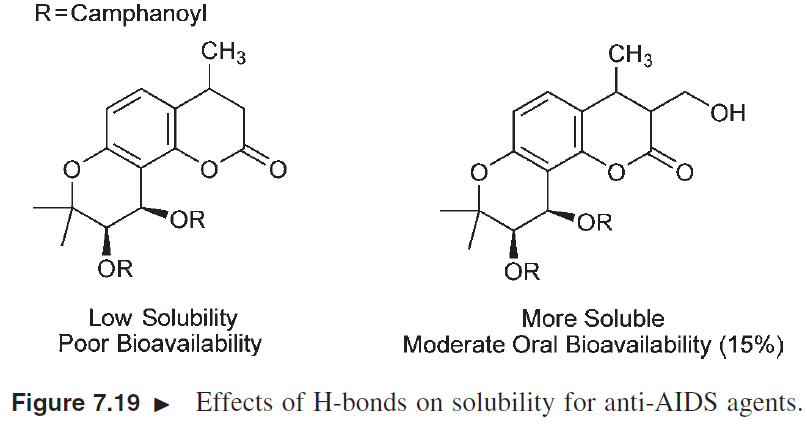 R=Camphanoyl
CH3
O
O
O
OR
OR
Low Solubility
Poor Bioavailability
CH3
OH
O
O
O
OR
OR
More Soluble
Moderate Oral Bioavailability (15%)
Figure 7.19 ► Effects of H-bonds on solubility for anti-AIDS agents.